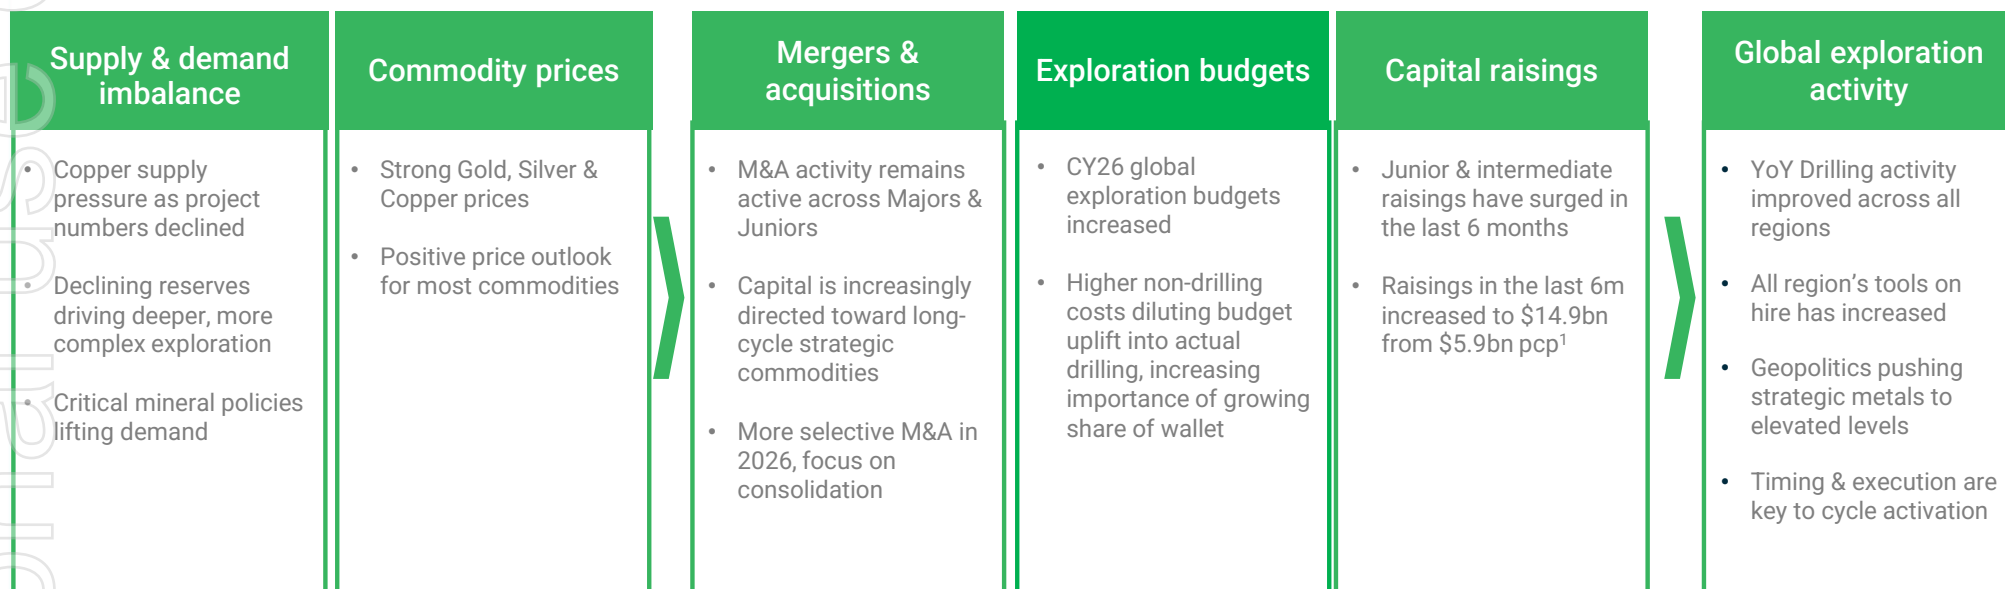 Supply & demand
imbalance
• Copper supply
pressure as project
numbers declined
• Declining reserves
driving deeper, more
complex exploration
• Critical mineral policies
lifting demand
Commodity prices
• Strong Gold, Silver &
Copper prices
• Positive price outlook
for most commodities
Mergers &
acquisitions
• M&A activity remains
active across Majors &
Juniors
• Capital is increasingly
directed toward long-
cycle strategic
commodities
• More selective M&A in
2026, focus on
consolidation
Exploration budgets
• CY26 global
exploration budgets
increased
• Higher non-drilling
costs diluting budget
uplift into actual
drilling, increasing
importance of growing
share of wallet
Capital raisings
• Junior & intermediate
raisings have surged in
the last 6 months
• Raisings in the last 6m
increased to $14.9bn
from $5.9bn pcp¹
Global exploration
activity
• YoY Drilling activity
improved across all
regions
• All region's tools on
hire has increased
• Geopolitics pushing
strategic metals to
elevated levels
• Timing & execution are
key to cycle activation